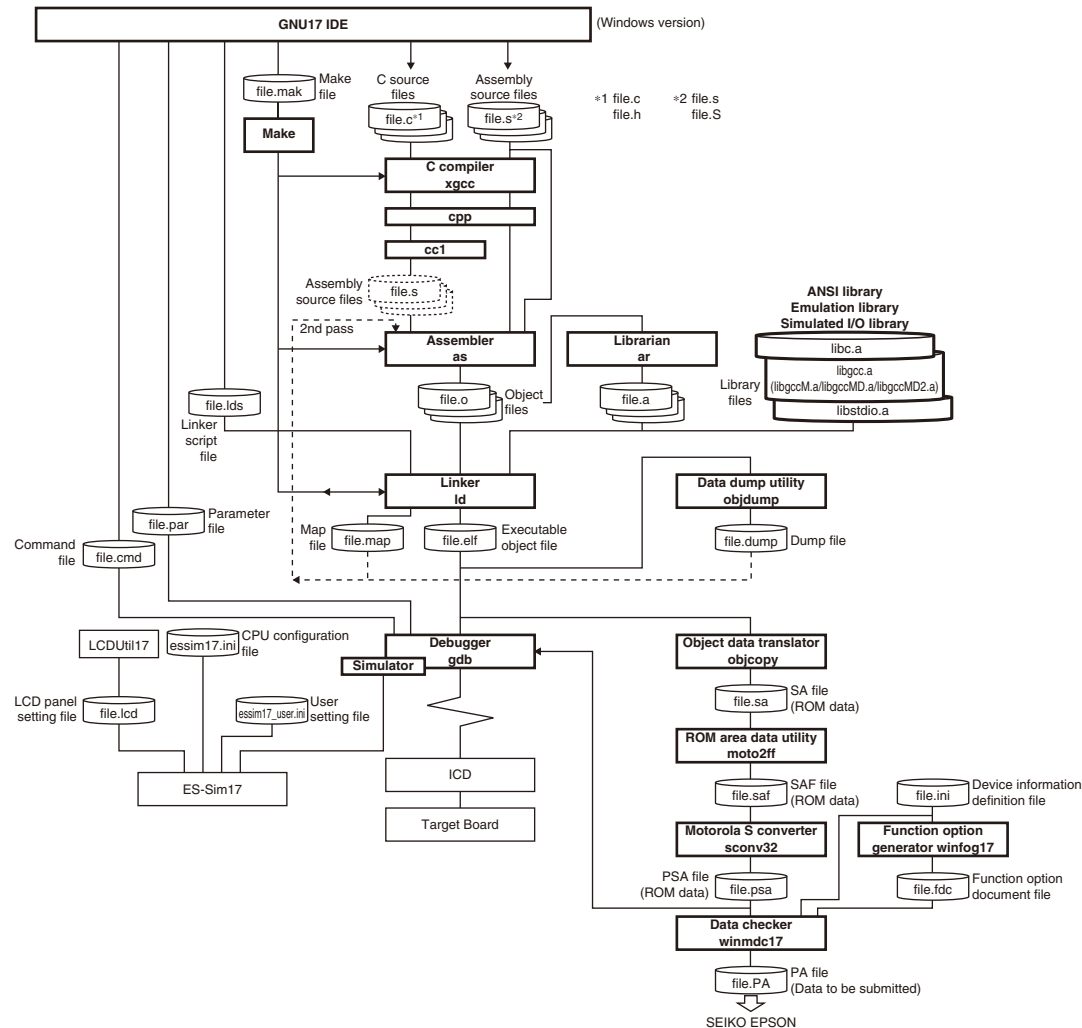 GNU17 IDE
(Windows version)
file.mak
Make
file
C source
files
Assembly
source files
file.c*1
file.s*2
*1 file.c
file.h
*2 file.s
file.S
Make
C compiler
xgcc
cpp
cc1
Assembly
source files
file.s
2nd pass
Assembler
as
Librarian
ar
ANSI library
Emulation library
Simulated I/O library
libc.a
libgcc.a
(libgccM.a/libgccMD.a/libgccMD2.a)
libstdio.a
Library
files
file.o
Object
files
file.a
file.lds
Linker
script
file
Linker
ld
Data dump utility
objdump
file.par
Parameter
file
Map
file
file.map
file.elf
Executable
object file
file.dump
Dump file
Command
file
file.cmd
LCDUtil17
essim17.ini
CPU configuration
file
Debugger
gdb
Simulator
Object data translator
objcopy
LCD panel
setting file
file.lcd
essim17_user.ini
User
setting file
file.sa
SA file
(ROM data)
ROM area data utility
moto2ff
ES-Sim17
ICD
Target Board
file.saf
SAF file
(ROM data)
file.ini
Device information
definition file
Motorola S converter
sconv32
Function option
generator winfog17
PSA file
(ROM data)
file.psa
file.fdc
Function option
document file
Data checker
winmdc17
file.PA
PA file
(Data to be submitted)
SEIKO EPSON